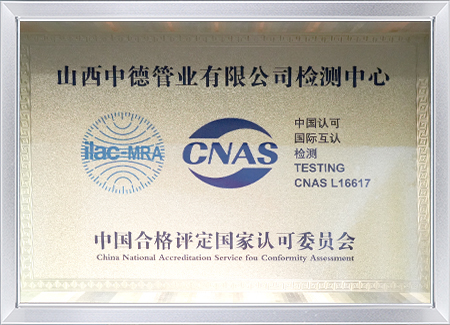 山西中德管业有限公司检测中心
ilac-MRA
CNAS
中国认可
国际互认
检测
TESTING
CNAS L16617
中国合格评定国家认可委员会
China National Accreditation Service fou Conformity Assessment